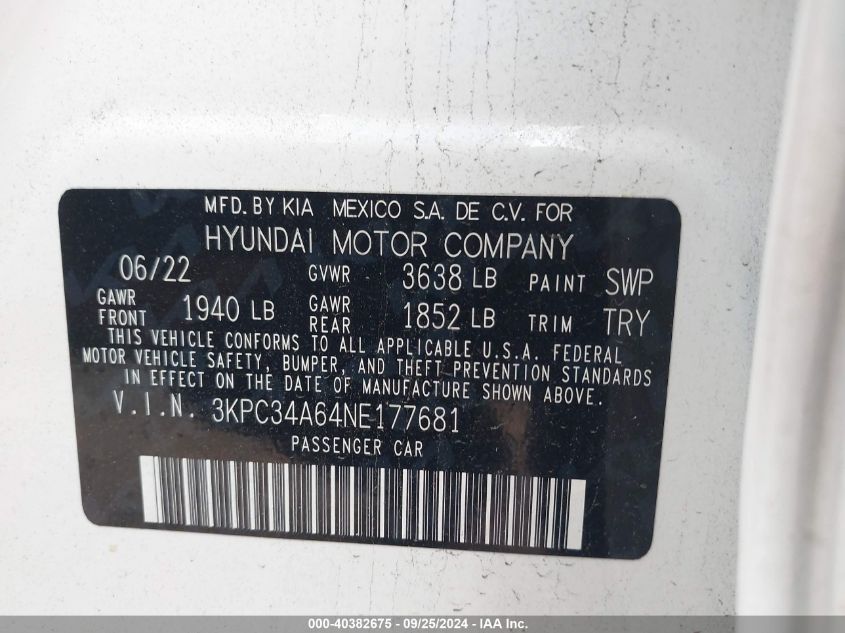 MFD. BY KIA MEXICO S.A. DE C.V. FOR
HYUNDAI MOTOR COMPANY
06/22 GVWR 3638 LB PAINT SWP
GAWR FRONT 1940 LB GAWR REAR 1852 LB TRIM TRY
THIS VEHICLE CONFORMS TO ALL APPLICABLE U.S.A. FEDERAL
MOTOR VEHICLE SAFETY, BUMPER, AND THEFT PREVENTION STANDARDS
IN EFFECT ON THE DATE OF MANUFACTURE SHOWN ABOVE.
V.I.N. 3KPC34A64NE177681
PASSENGER CAR
000-40382675 - 09/25/2024 - IAAI.COM